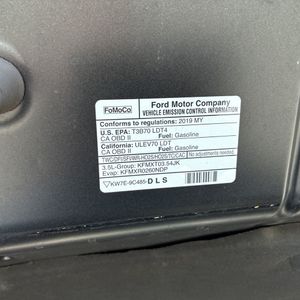 FoMoCo
Ford Motor Company
VEHICLE EMISSION CONTROL INFORMATION
Conforms to regulations: 2019 MY
U.S. EPA: T3B70 LDT4
CA OBD II Fuel: Gasoline
California: ULEV70 LDT
CA OBD II Fuel: Gasoline
No adjustments needed.
3.5L-Group: KFMXT03.54JK
Evap: KFMXR0260NDP
KW7E-9C485-DLS